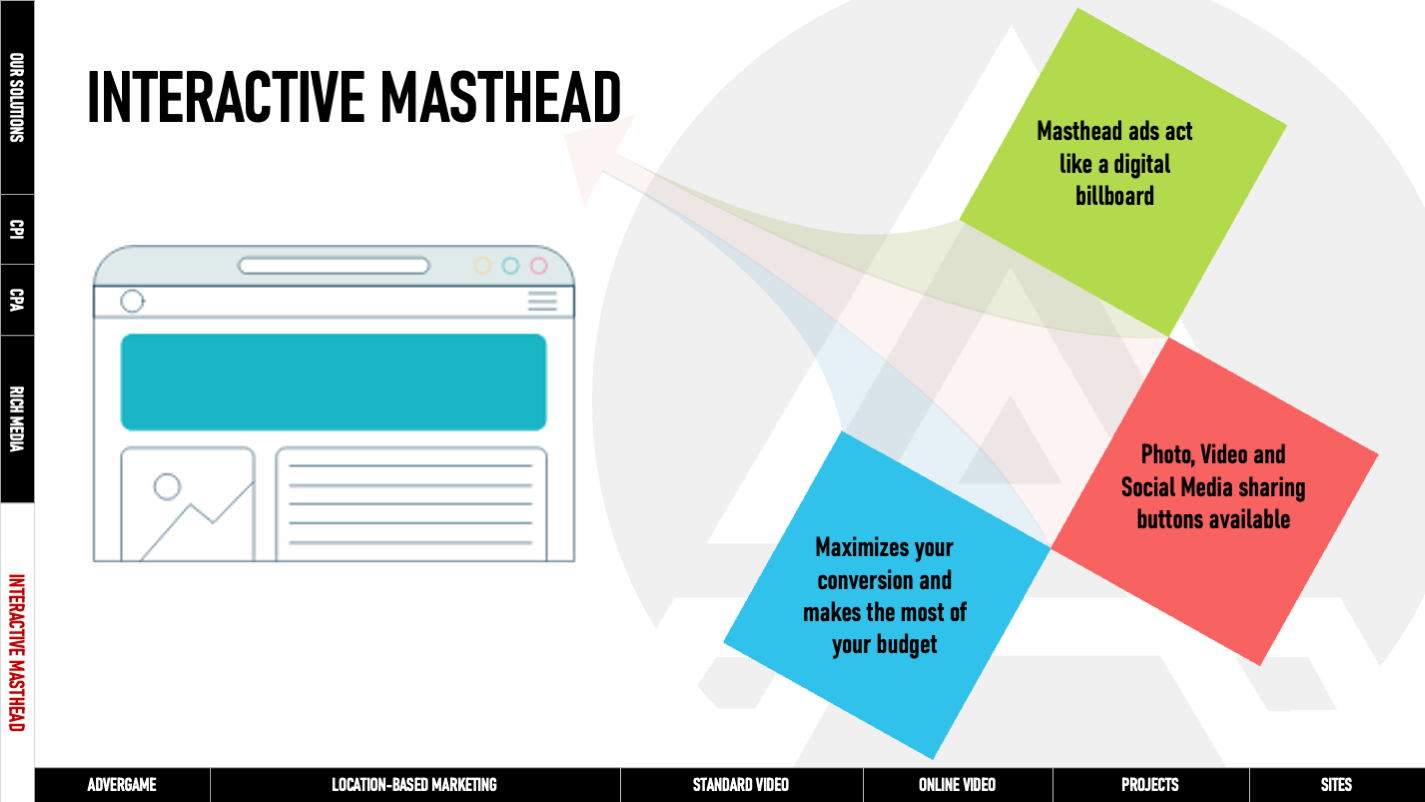 INTERACTIVE MASTHEAD
Masthead ads act
like a digital
billboard
Photo, Video and
Social Media sharing
buttons available
Maximizes your
conversion and
makes the most of
your budget
OUR SOLUTIONS
CPI
CPA
RICH MEDIA
INTERACTIVE MASTHEAD
ADVERGAME
LOCATION-BASED MARKETING
STANDARD VIDEO
ONLINE VIDEO
PROJECTS
SITES